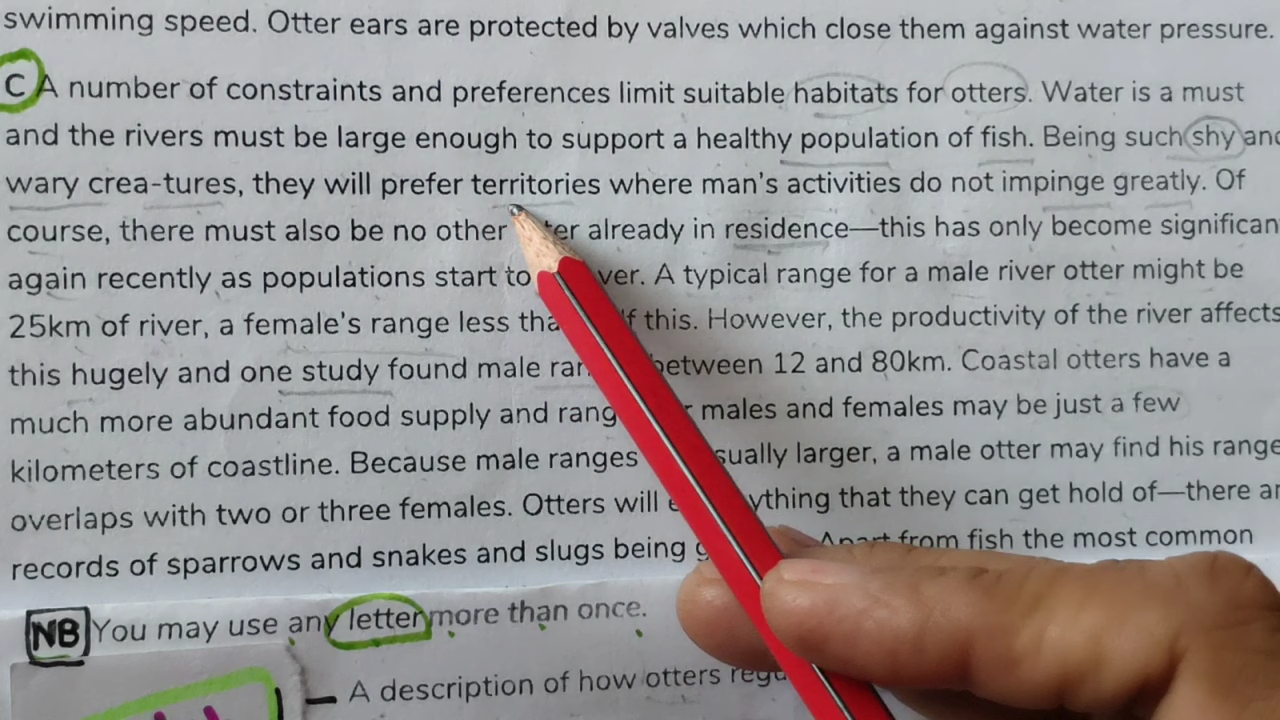 swimming speed. Otter ears are protected by valves which close them against water pressure.
C A number of constraints and preferences limit suitable habitats for otters. Water is a must
and the rivers must be large enough to support a healthy population of fish. Being such shy and
wary crea-tures, they will prefer territories where man's activities do not impinge greatly. Of
course, there must also be no other ter already in residence—this has only become significan
again recently as populations start to ver. A typical range for a male river otter might be
25km of river, a female's range less tha f this. However, the productivity of the river affects
this hugely and one study found male ran between 12 and 80km. Coastal otters have a
much more abundant food supply and rang males and females may be just a few
kilometers of coastline. Because male ranges sually larger, a male otter may find his range
overlaps with two or three females. Otters will ything that they can get hold of—there ar
records of sparrows and snakes and slugs being Apart from fish the most common
NB You may use any letter more than once.
A description of how otters regu